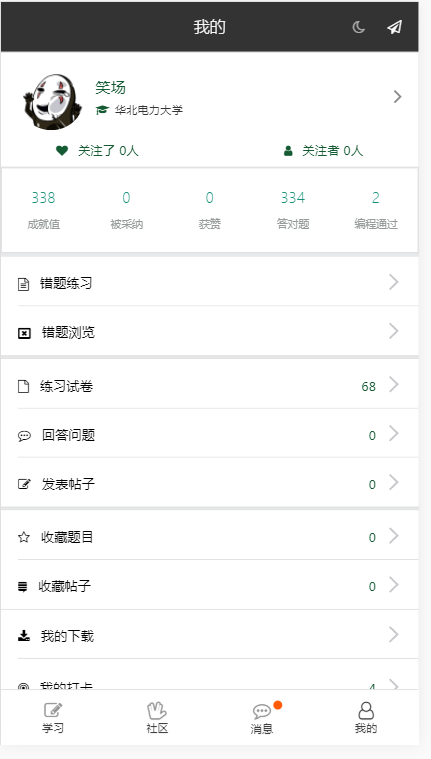 我的
笑场
华北电力大学
关注了 0人 关注者 0人
338 0 0 334 2
成就值 被采纳 获赞 答对题 编程通过
错题练习
错题浏览
练习试卷 68
回答问题 0
发表帖子 0
收藏题目 0
收藏帖子 0
我的下载
我的打卡 4
学习 社区 消息 我的